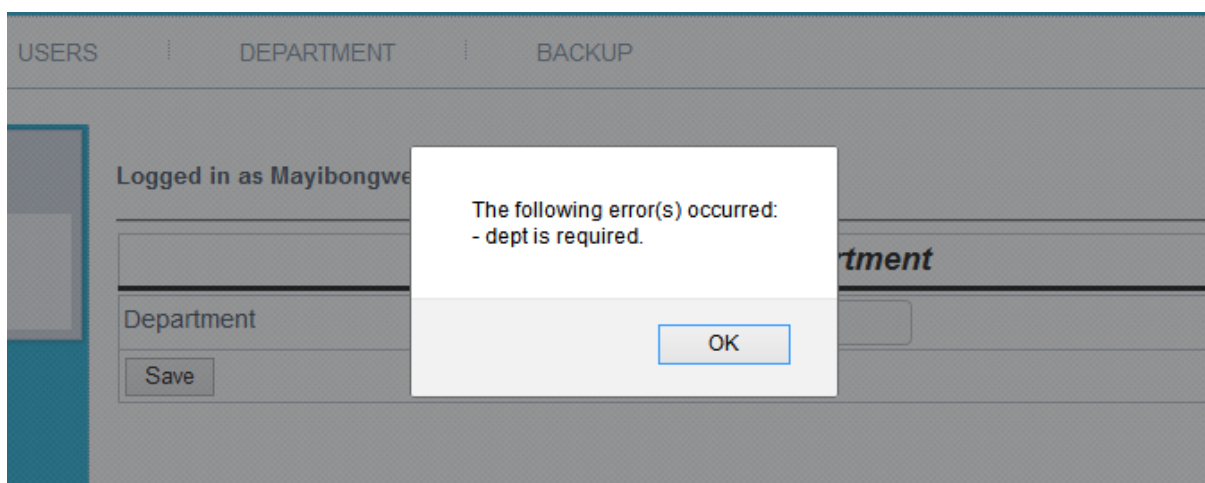 USERS DEPARTMENT BACKUP
Logged in as Mayibongwe
The following error(s) occurred:
- dept is required.
rtment
Department
OK
Save